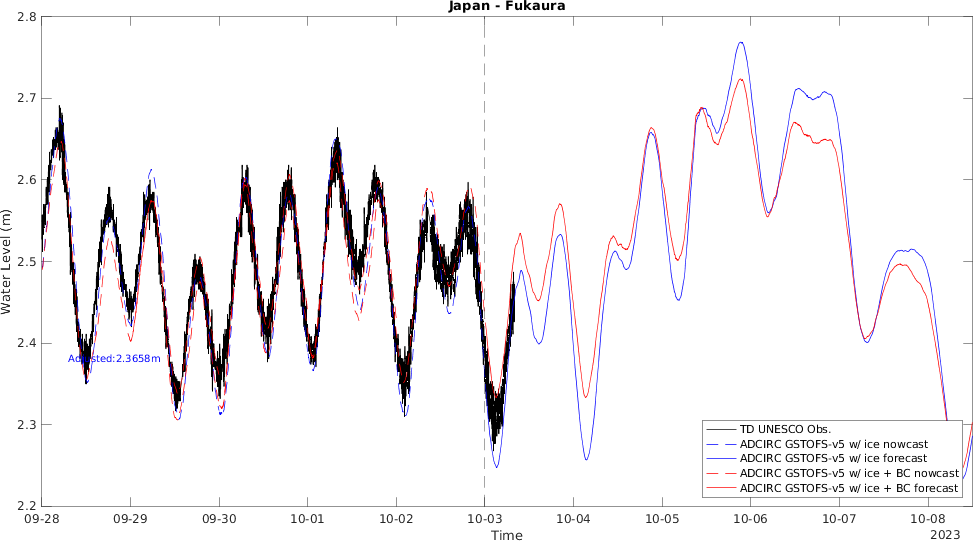 Japan - Fukaura
2.8
2.7
2.6
2.5
2.4
2.3
2.2
Water Level (m)
Adjusted:2.3658m
TD UNESCO Obs.
ADCIRC GSTOFS-v5 w/ ice nowcast
ADCIRC GSTOFS-v5 w/ ice forecast
ADCIRC GSTOFS-v5 w/ ice + BC nowcast
ADCIRC GSTOFS-v5 w/ ice + BC forecast
09-28 09-29 09-30 10-01 10-02 10-03 10-04 10-05 10-06 10-07 10-08
Time
2023